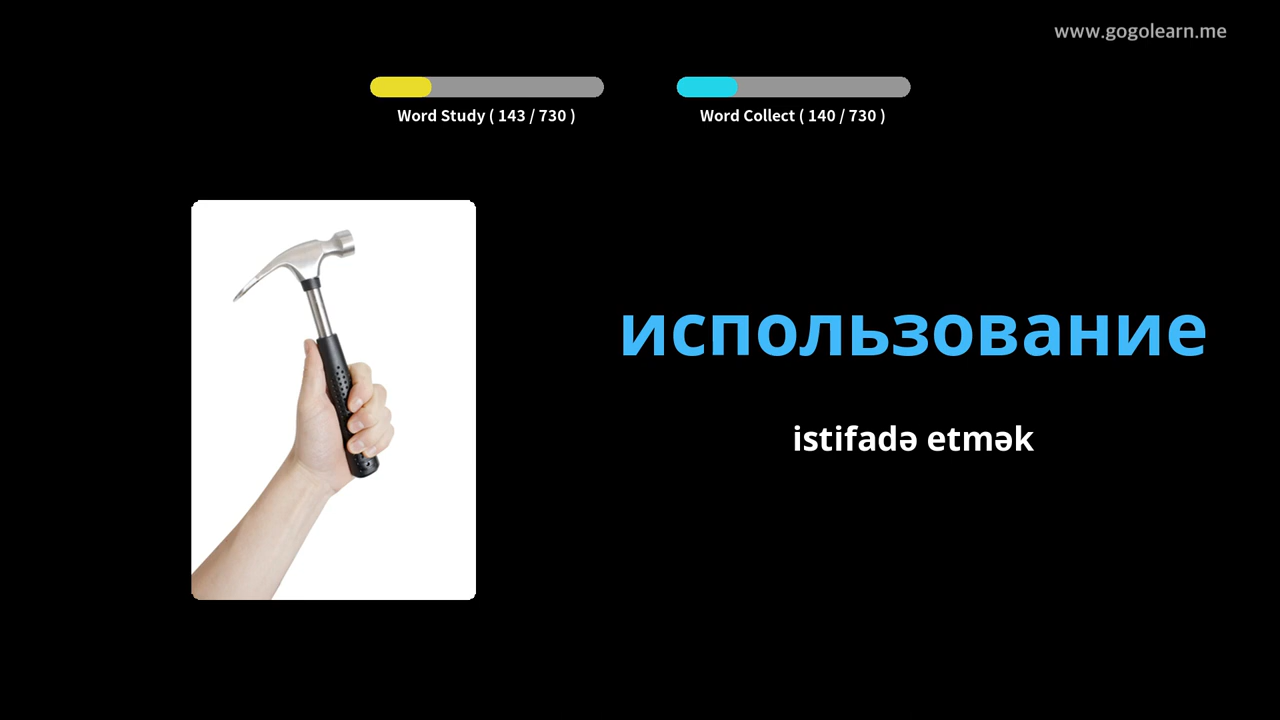 www.gogolearn.me
Word Study ( 143 / 730 )
Word Collect ( 140 / 730 )
использование
istifadə etmək